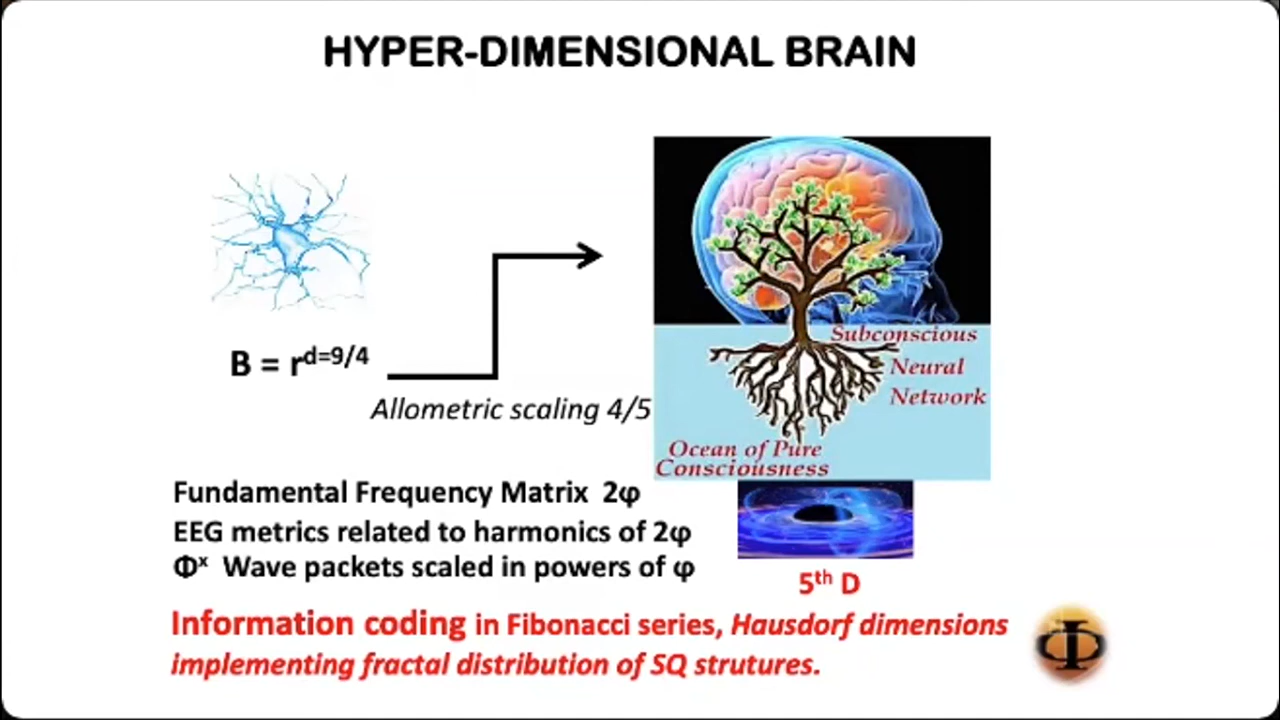 HYPER-DIMENSIONAL BRAIN
B = r^d=9/4
Allometric scaling 4/5
Subconscious
Neural
Network
Ocean of Pure
Consciousness
Fundamental Frequency Matrix 2φ
EEG metrics related to harmonics of 2φ
Φˣ Wave packets scaled in powers of φ
5th D
Information coding in Fibonacci series, Hausdorf dimensions
implementing fractal distribution of SQ strutures.
Φ